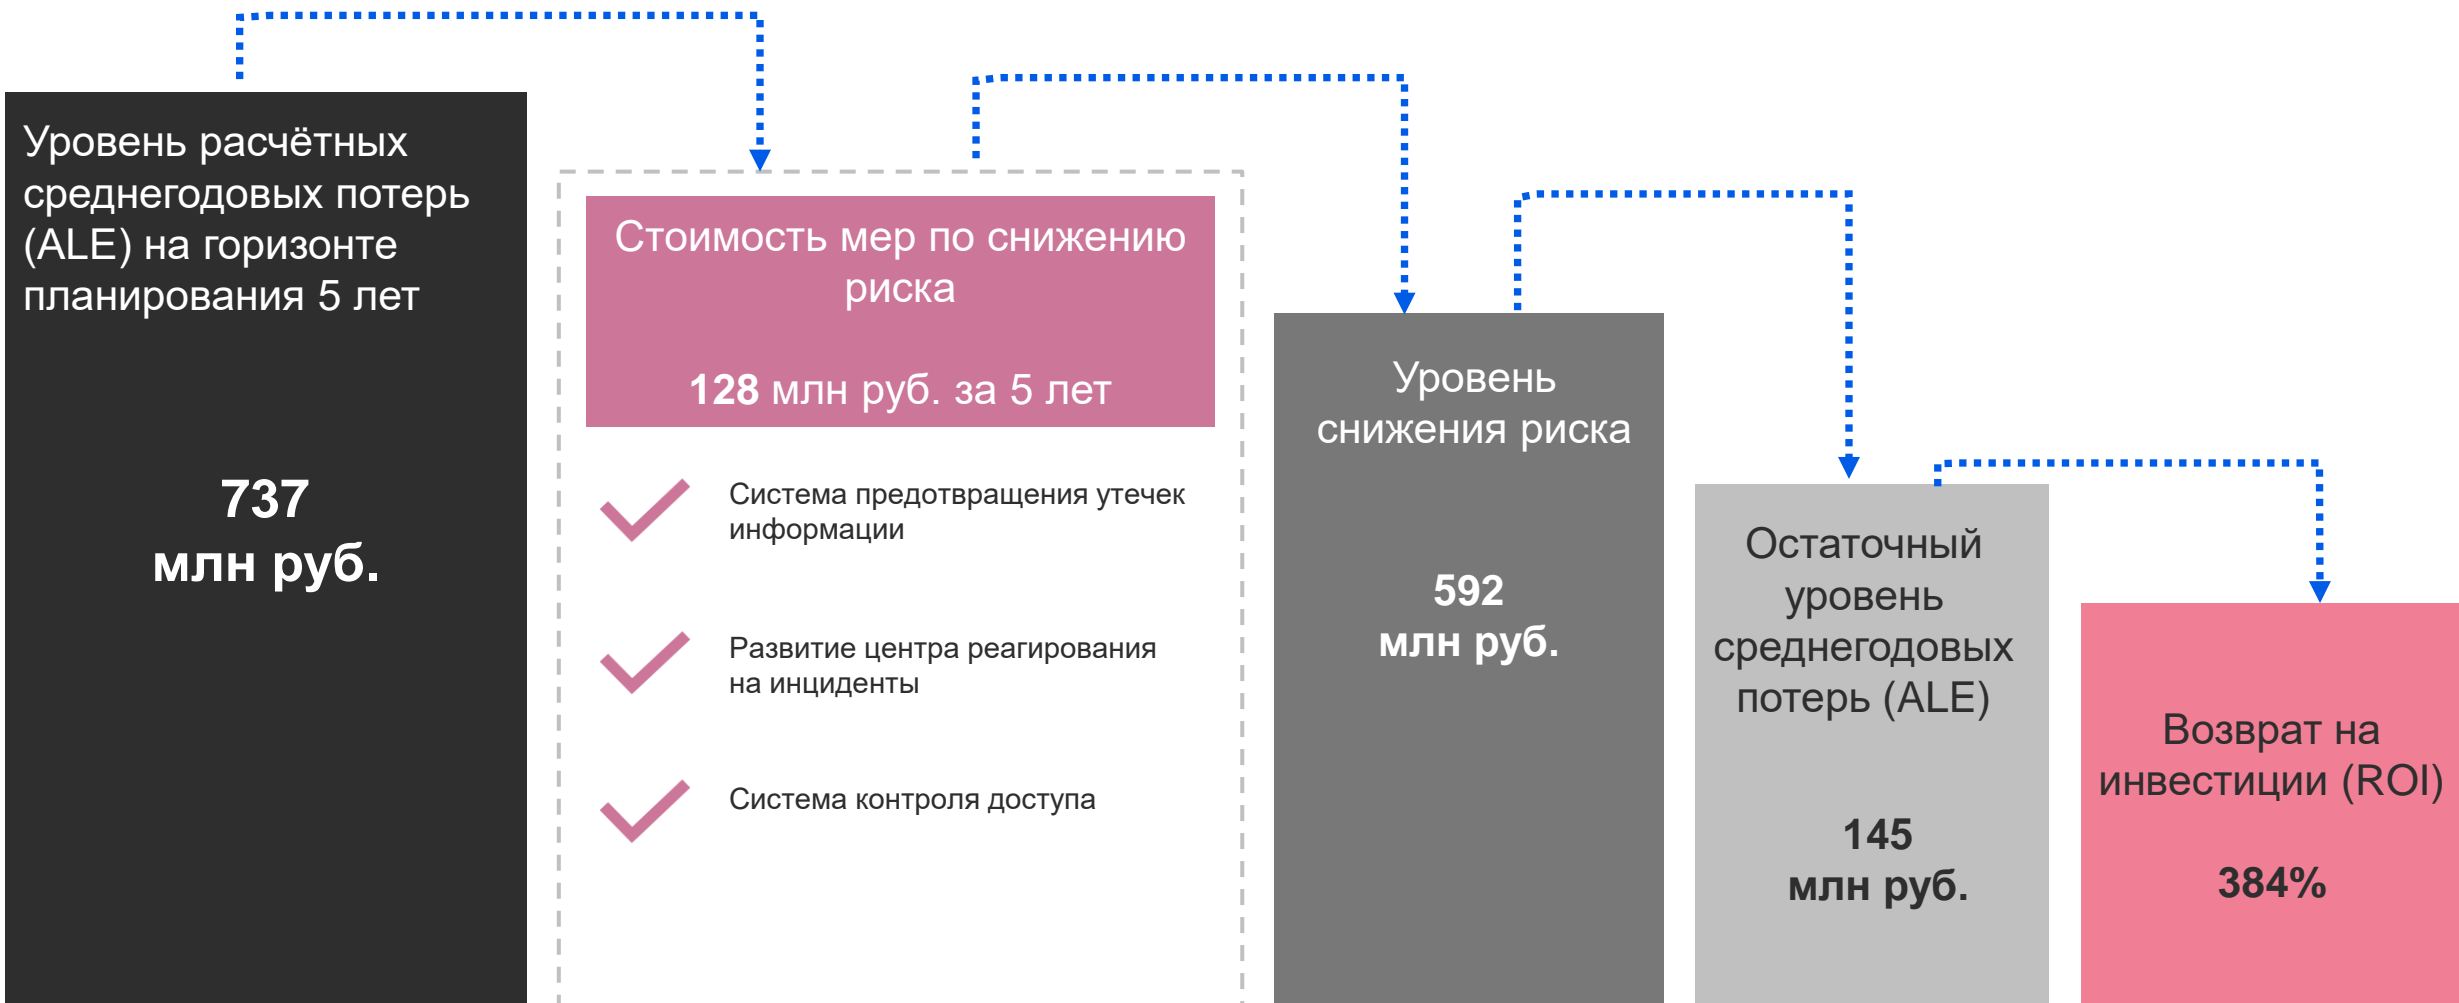 Уровень расчётных
среднегодовых потерь
(ALE) на горизонте
планирования 5 лет
737
млн руб.
Стоимость мер по снижению
риска
128 млн руб. за 5 лет
Система предотвращения утечек
информации
Развитие центра реагирования
на инциденты
Система контроля доступа
Уровень
снижения риска
592
млн руб.
Остаточный
уровень
среднегодовых
потерь (ALE)
145
млн руб.
Возврат на
инвестиции (ROI)
384%